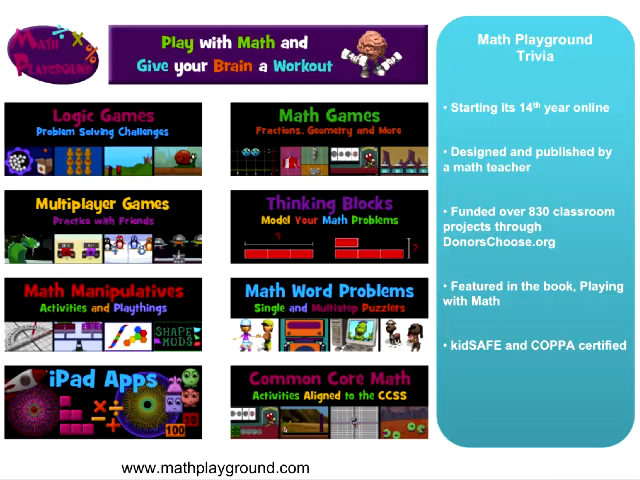 Math
Playground
Play with Math and
Give your Brain a Workout
Logic Games
Problem Solving Challenges
Math Games
Fractions, Geometry and More
Multiplayer Games
Practice with Friends
Thinking Blocks
Model Your Math Problems
?
?
Math Manipulatives
Activities and Playthings
SHAPE
MODS
Math Word Problems
Single and Multistep Puzzlers
iPad Apps
100
Common Core Math
Activities Aligned to the CCSS
www.mathplayground.com
Math Playground
Trivia
• Starting its 14th year online
• Designed and published by
a math teacher
• Funded over 830 classroom
projects through
DonorsChoose.org
• Featured in the book, Playing
with Math
• kidSAFE and COPPA certified